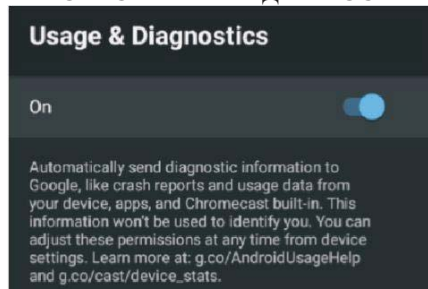 Usage & Diagnostics
On
Automatically send diagnostic information to
Google, like crash reports and usage data from
your device, apps, and Chromecast built-in. This
information won't be used to identify you. You can
adjust these permissions at any time from device
settings. Learn more at: g.co/AndroidUsageHelp
and g.co/cast/device_stats.